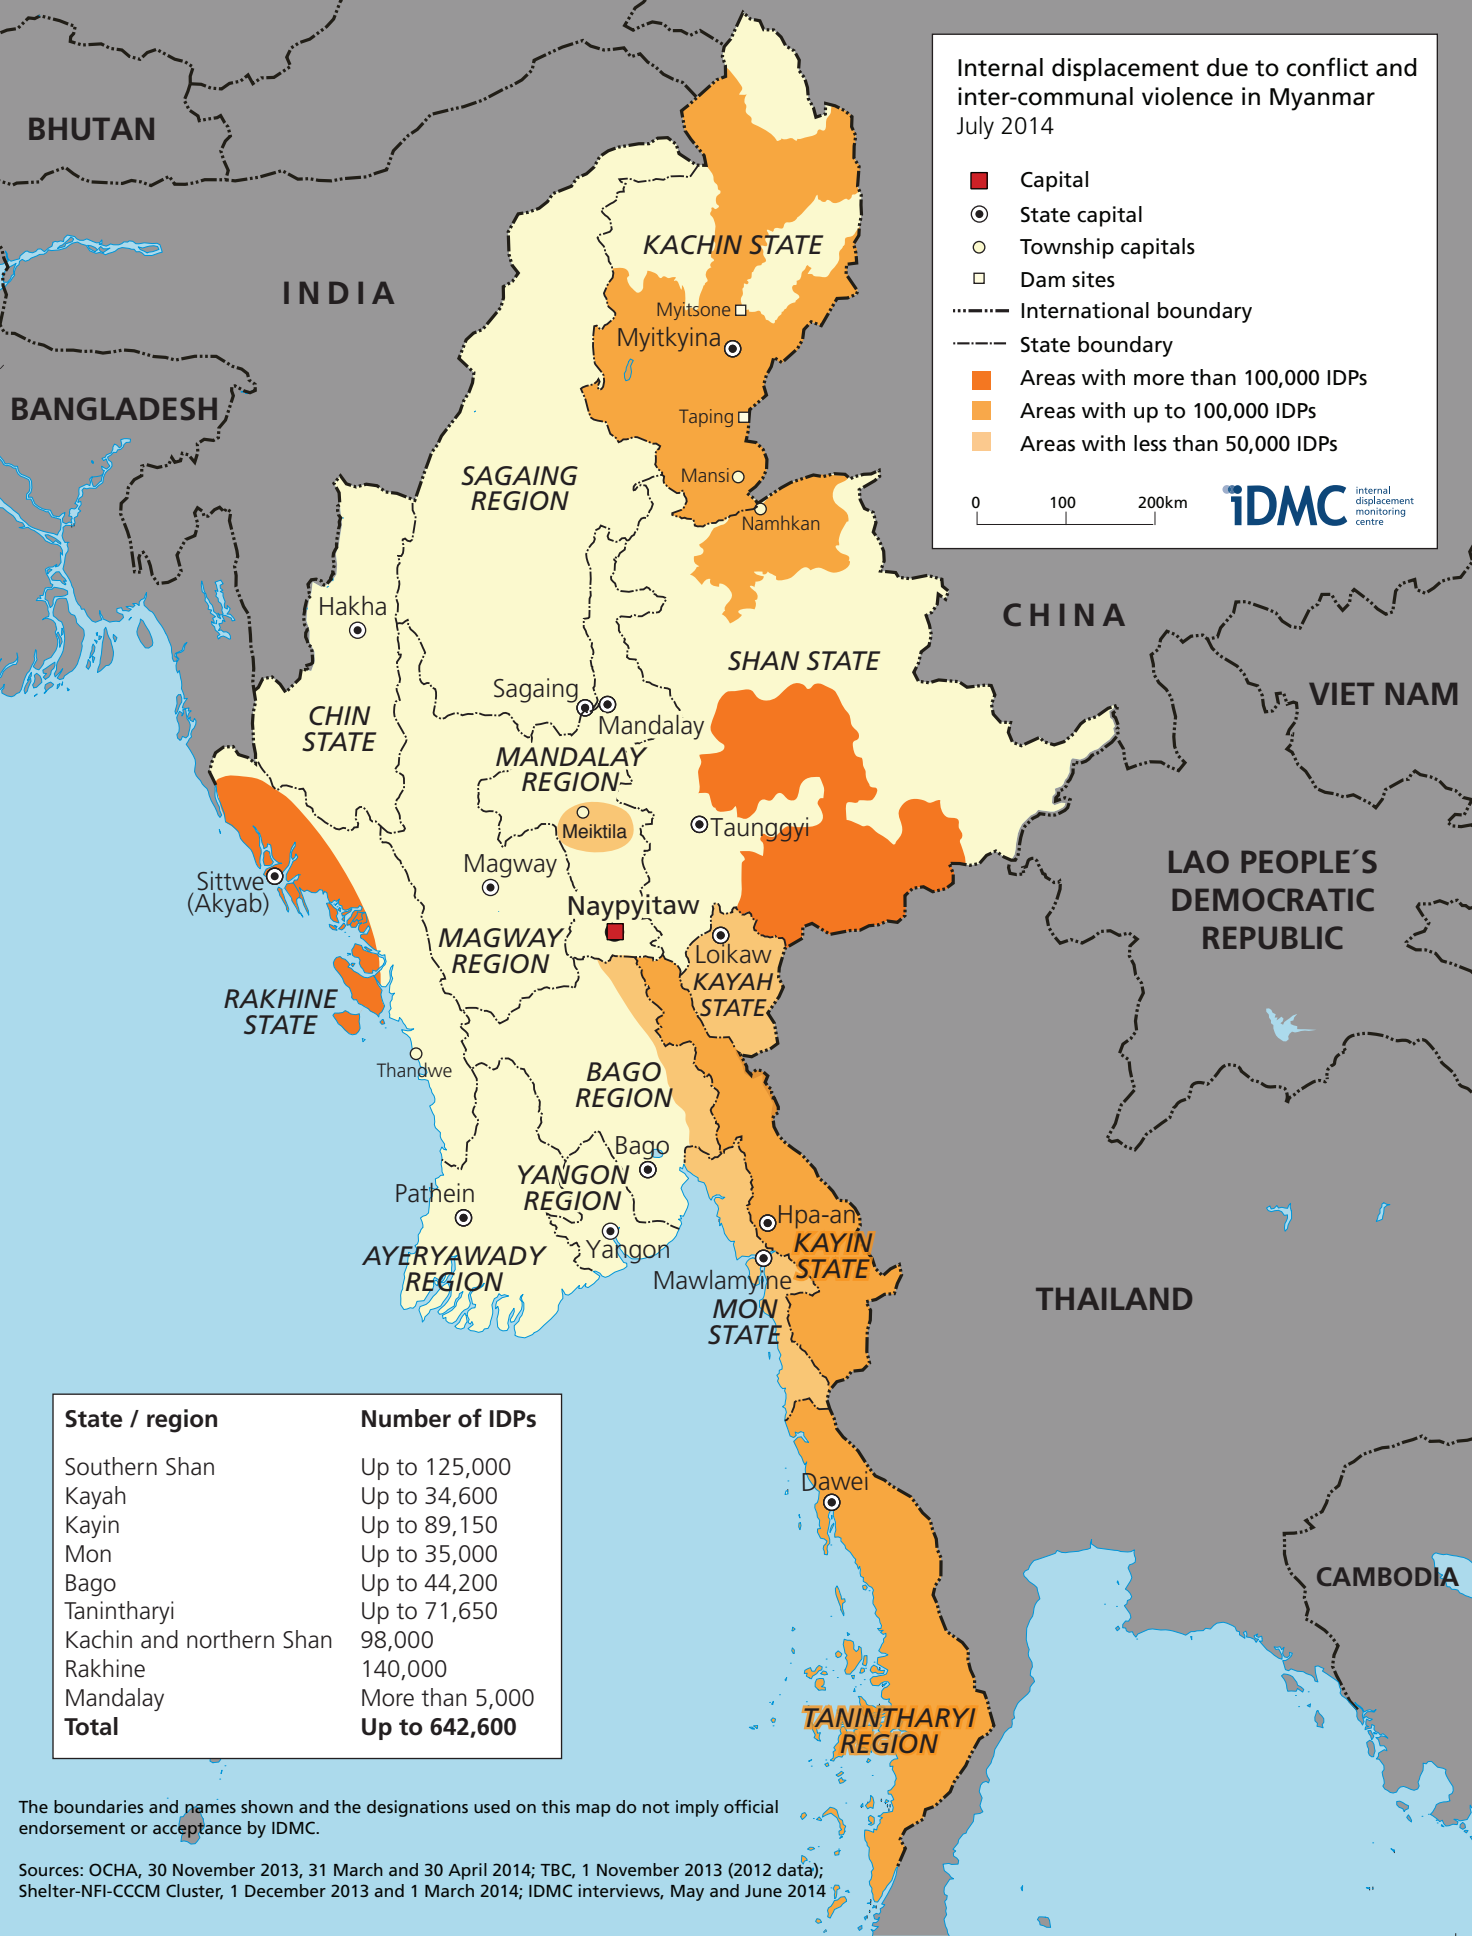 Internal displacement due to conflict and
inter-communal violence in Myanmar
July 2014
Capital
State capital
Township capitals
Dam sites
International boundary
State boundary
Areas with more than 100,000 IDPs
Areas with up to 100,000 IDPs
Areas with less than 50,000 IDPs
0 100 200km
iDMC
internal
displacement
monitoring
centre
BHUTAN
INDIA
BANGLADESH
CHINA
VIET NAM
LAO PEOPLE´S
DEMOCRATIC
REPUBLIC
THAILAND
CAMBODIA
KACHIN STATE
Myitsone
Myitkyina
Taping
Mansi
Namhkan
SAGAING
REGION
Hakha
SHAN STATE
CHIN
STATE
Sagaing
Mandalay
MANDALAY
REGION
Meiktila
Taunggyi
Magway
Sittwe
(Akyab)
Naypyitaw
MAGWAY
REGION
Loikaw
KAYAH
STATE
RAKHINE
STATE
Thandwe
BAGO
REGION
Bago
YANGON
REGION
Pathein
Hpa-an
KAYIN
STATE
Yangon
AYERYAWADY
REGION
Mawlamyine
MON
STATE
Dawei
TANINTHARYI
REGION
State / region Number of IDPs
Southern Shan Up to 125,000
Kayah Up to 34,600
Kayin Up to 89,150
Mon Up to 35,000
Bago Up to 44,200
Tanintharyi Up to 71,650
Kachin and northern Shan 98,000
Rakhine 140,000
Mandalay More than 5,000
Total Up to 642,600
The boundaries and names shown and the designations used on this map do not imply official
endorsement or acceptance by IDMC.
Sources: OCHA, 30 November 2013, 31 March and 30 April 2014; TBC, 1 November 2013 (2012 data);
Shelter-NFI-CCCM Cluster, 1 December 2013 and 1 March 2014; IDMC interviews, May and June 2014